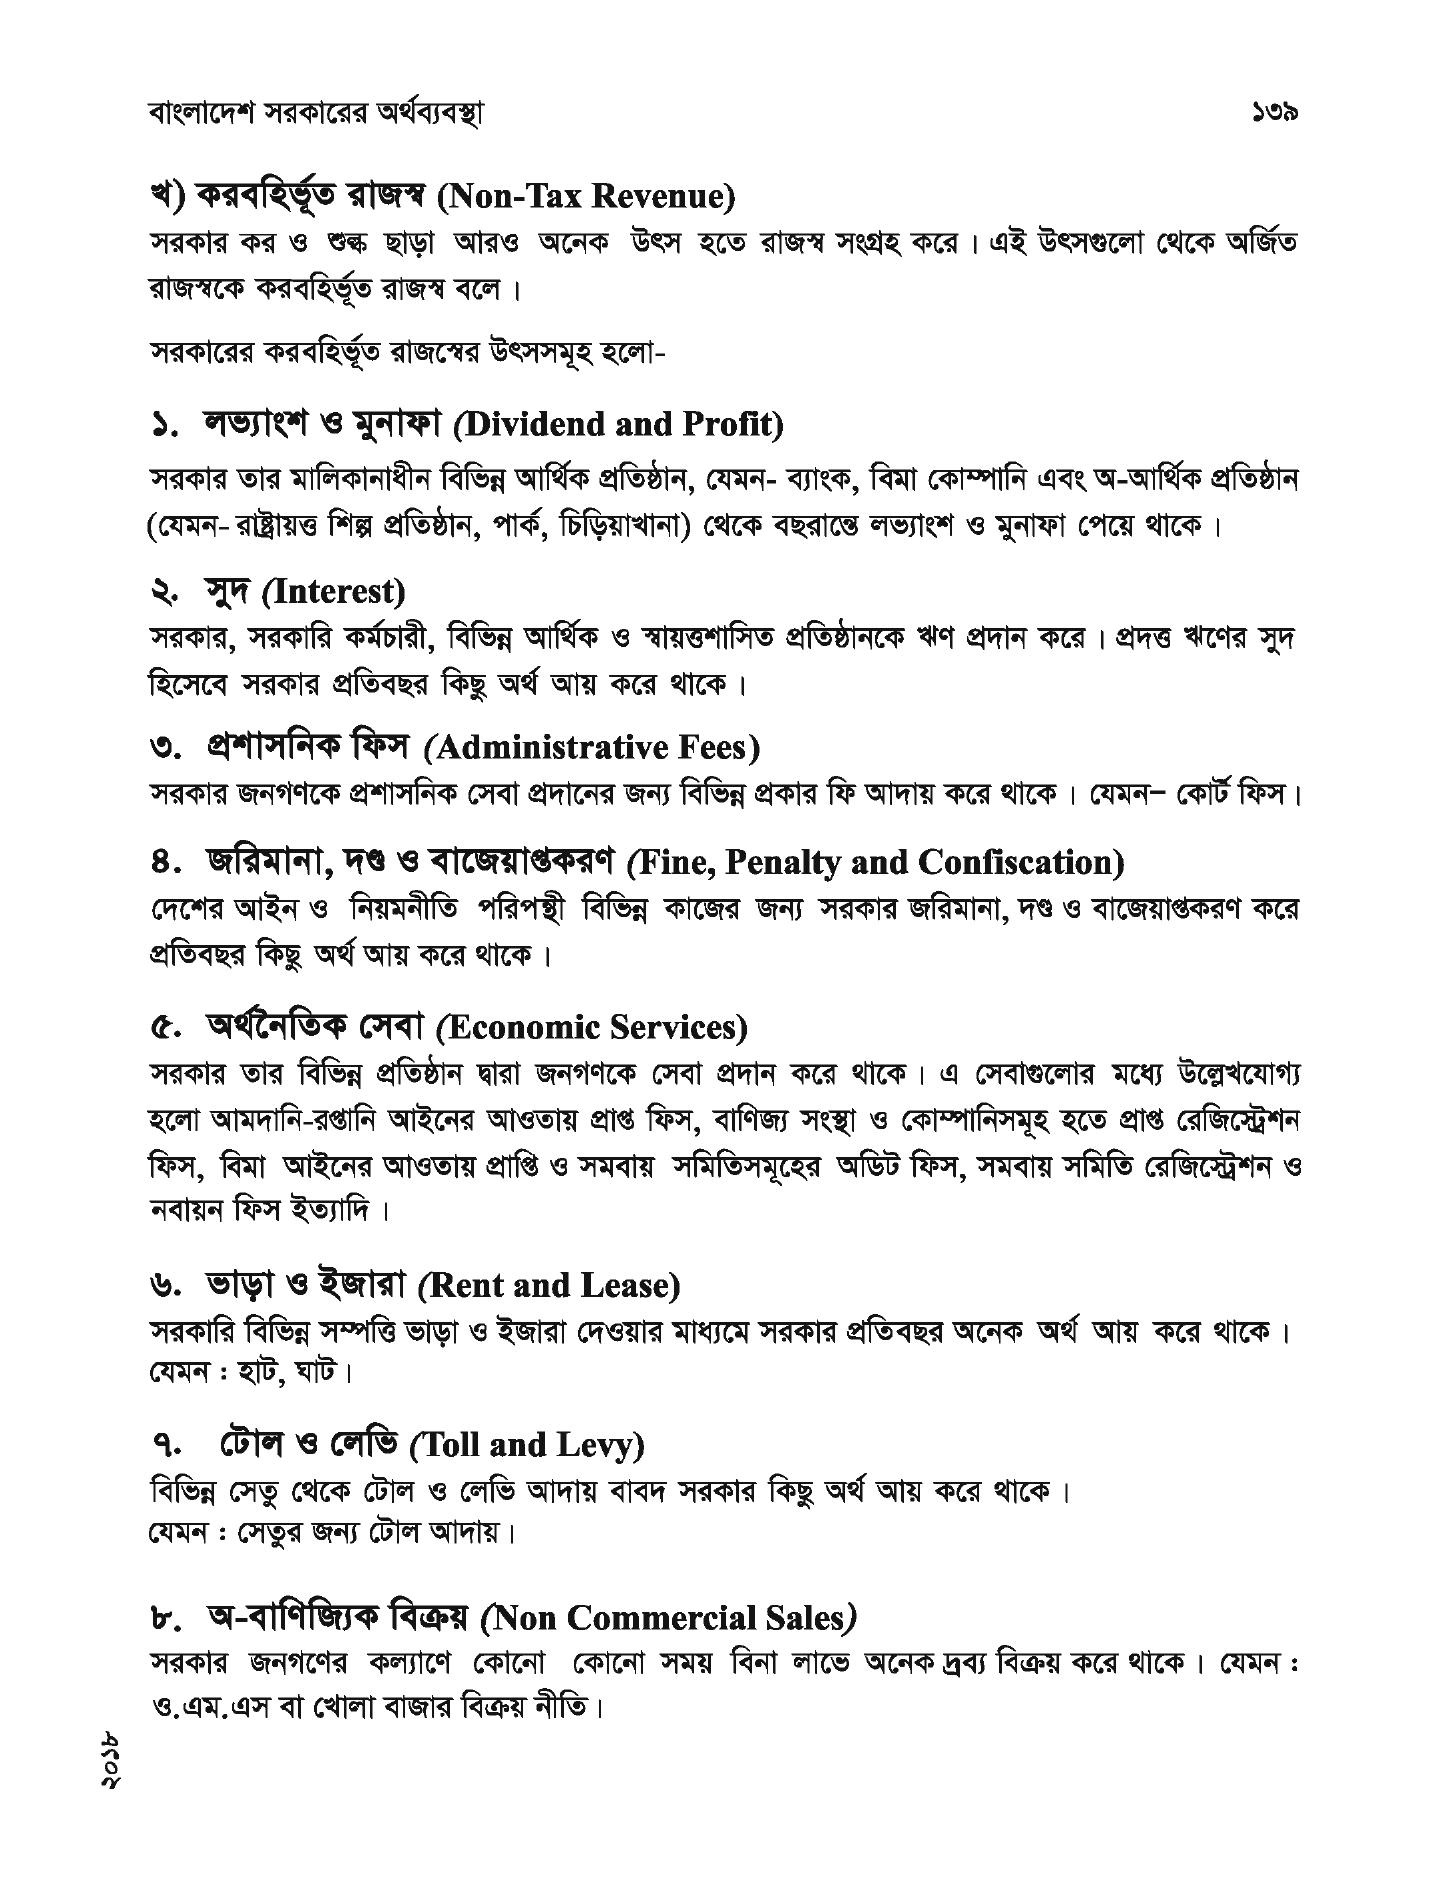 বাংলাদেশ সরকারের অর্থব্যবস্থা ১৩৯
খ) করবহির্ভূত রাজস্ব (Non-Tax Revenue)
সরকার কর ও শুল্ক ছাড়া আরও অনেক উৎস হতে রাজস্ব সংগ্রহ করে। এই উৎসগুলো থেকে অর্জিত
রাজস্বকে করবহির্ভূত রাজস্ব বলে।
সরকারের করবহির্ভূত রাজস্বের উৎসসমূহ হলো-
১. লভ্যাংশ ও মুনাফা (Dividend and Profit)
সরকার তার মালিকানাধীন বিভিন্ন আর্থিক প্রতিষ্ঠান, যেমন- ব্যাংক, বিমা কোম্পানি এবং অ-আর্থিক প্রতিষ্ঠান
(যেমন- রাষ্ট্রায়ত্ত শিল্প প্রতিষ্ঠান, পার্ক, চিড়িয়াখানা) থেকে বছরান্তে লভ্যাংশ ও মুনাফা পেয়ে থাকে।
২. সুদ (Interest)
সরকার, সরকারি কর্মচারী, বিভিন্ন আর্থিক ও স্বায়ত্তশাসিত প্রতিষ্ঠানকে ঋণ প্রদান করে। প্রদত্ত ঋণের সুদ
হিসেবে সরকার প্রতিবছর কিছু অর্থ আয় করে থাকে।
৩. প্রশাসনিক ফিস (Administrative Fees)
সরকার জনগণকে প্রশাসনিক সেবা প্রদানের জন্য বিভিন্ন প্রকার ফি আদায় করে থাকে। যেমন– কোর্ট ফিস।
৪. জরিমানা, দণ্ড ও বাজেয়াপ্তকরণ (Fine, Penalty and Confiscation)
দেশের আইন ও নিয়মনীতি পরিপন্থী বিভিন্ন কাজের জন্য সরকার জরিমানা, দণ্ড ও বাজেয়াপ্তকরণ করে
প্রতিবছর কিছু অর্থ আয় করে থাকে।
৫. অর্থনৈতিক সেবা (Economic Services)
সরকার তার বিভিন্ন প্রতিষ্ঠান দ্বারা জনগণকে সেবা প্রদান করে থাকে। এ সেবাগুলোর মধ্যে উল্লেখযোগ্য
হলো আমদানি-রপ্তানি আইনের আওতায় প্রাপ্ত ফিস, বাণিজ্য সংস্থা ও কোম্পানিসমূহ হতে প্রাপ্ত রেজিস্ট্রেশন
ফিস, বিমা আইনের আওতায় প্রাপ্তি ও সমবায় সমিতিসমূহের অডিট ফিস, সমবায় সমিতি রেজিস্ট্রেশন ও
নবায়ন ফিস ইত্যাদি।
৬. ভাড়া ও ইজারা (Rent and Lease)
সরকারি বিভিন্ন সম্পত্তি ভাড়া ও ইজারা দেওয়ার মাধ্যমে সরকার প্রতিবছর অনেক অর্থ আয় করে থাকে।
যেমন : হাট, ঘাট।
৭. টোল ও লেভি (Toll and Levy)
বিভিন্ন সেতু থেকে টোল ও লেভি আদায় বাবদ সরকার কিছু অর্থ আয় করে থাকে।
যেমন : সেতুর জন্য টোল আদায়।
৮. অ-বাণিজ্যিক বিক্রয় (Non Commercial Sales)
সরকার জনগণের কল্যাণে কোনো কোনো সময় বিনা লাভে অনেক দ্রব্য বিক্রয় করে থাকে। যেমন :
ও.এম.এস বা খোলা বাজার বিক্রয় নীতি।
২০১৮